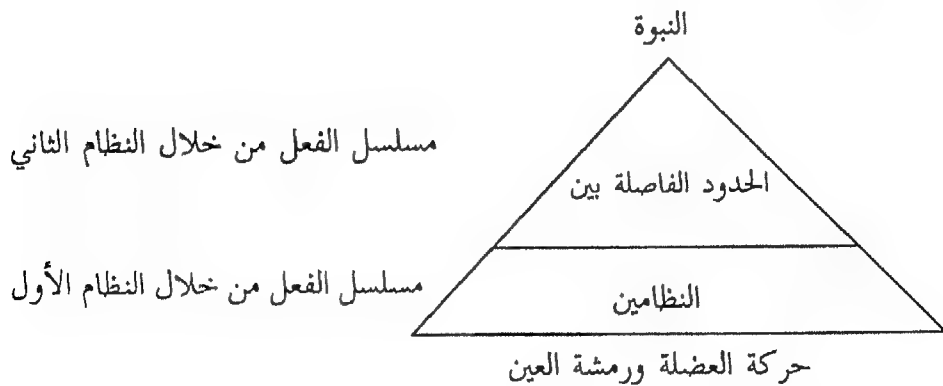 النبوة
مسلسل الفعل من خلال النظام الثاني
الحدود الفاصلة بين
مسلسل الفعل من خلال النظام الأول
النظامين
حركة العضلة ورمشة العين